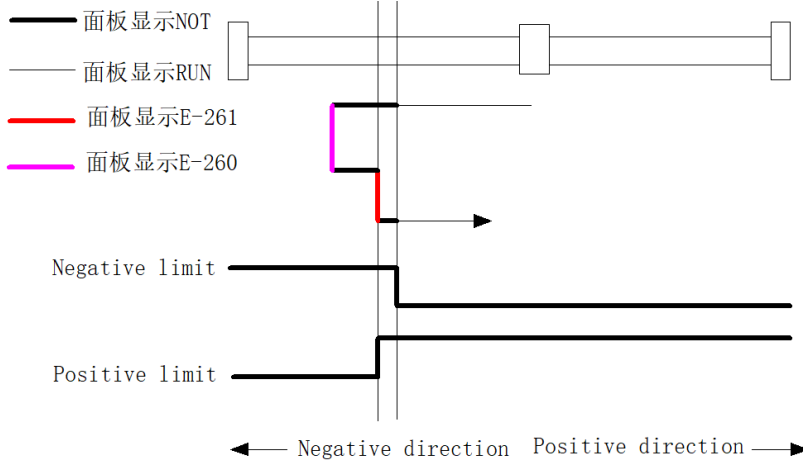 面板显示NOT
面板显示RUN
面板显示E-261
面板显示E-260
Negative limit
Positive limit
Negative direction
Positive direction